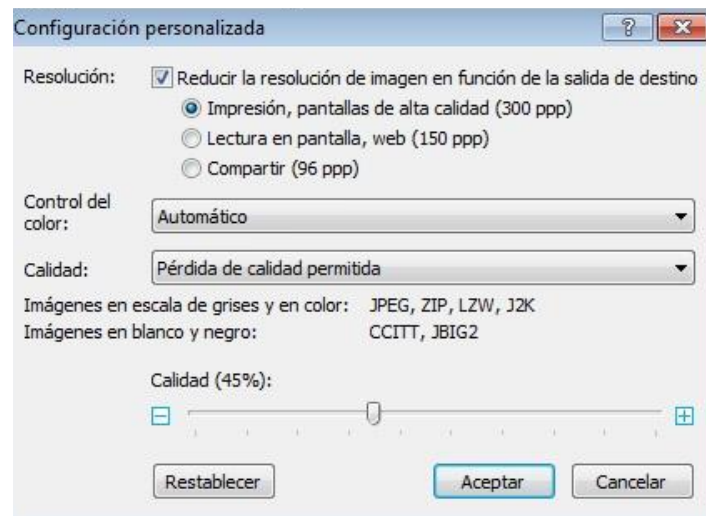 Configuración personalizada
Resolución: Reducir la resolución de imagen en función de la salida de destino
Impresión, pantallas de alta calidad (300 ppp)
Lectura en pantalla, web (150 ppp)
Compartir (96 ppp)
Control del color: Automático
Calidad: Pérdida de calidad permitida
Imágenes en escala de grises y en color: JPEG, ZIP, LZW, J2K
Imágenes en blanco y negro: CCITT, JBIG2
Calidad (45%):
Restablecer Aceptar Cancelar